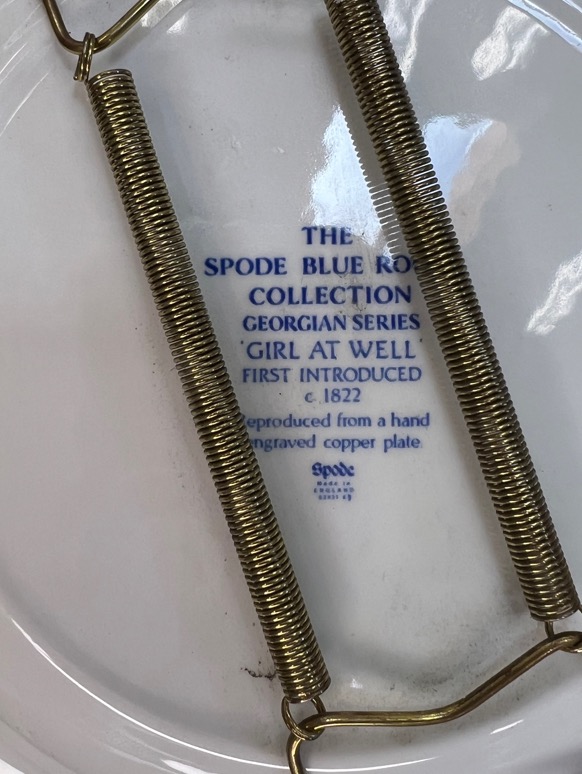 THE
SPODE BLUE RO
COLLECTION
GEORGIAN SERIES
'GIRL AT WELL'
FIRST INTRODUCED
c. 1822
eproduced from a hand
engraved copper plate.
Spode
Made in
ENGLAND